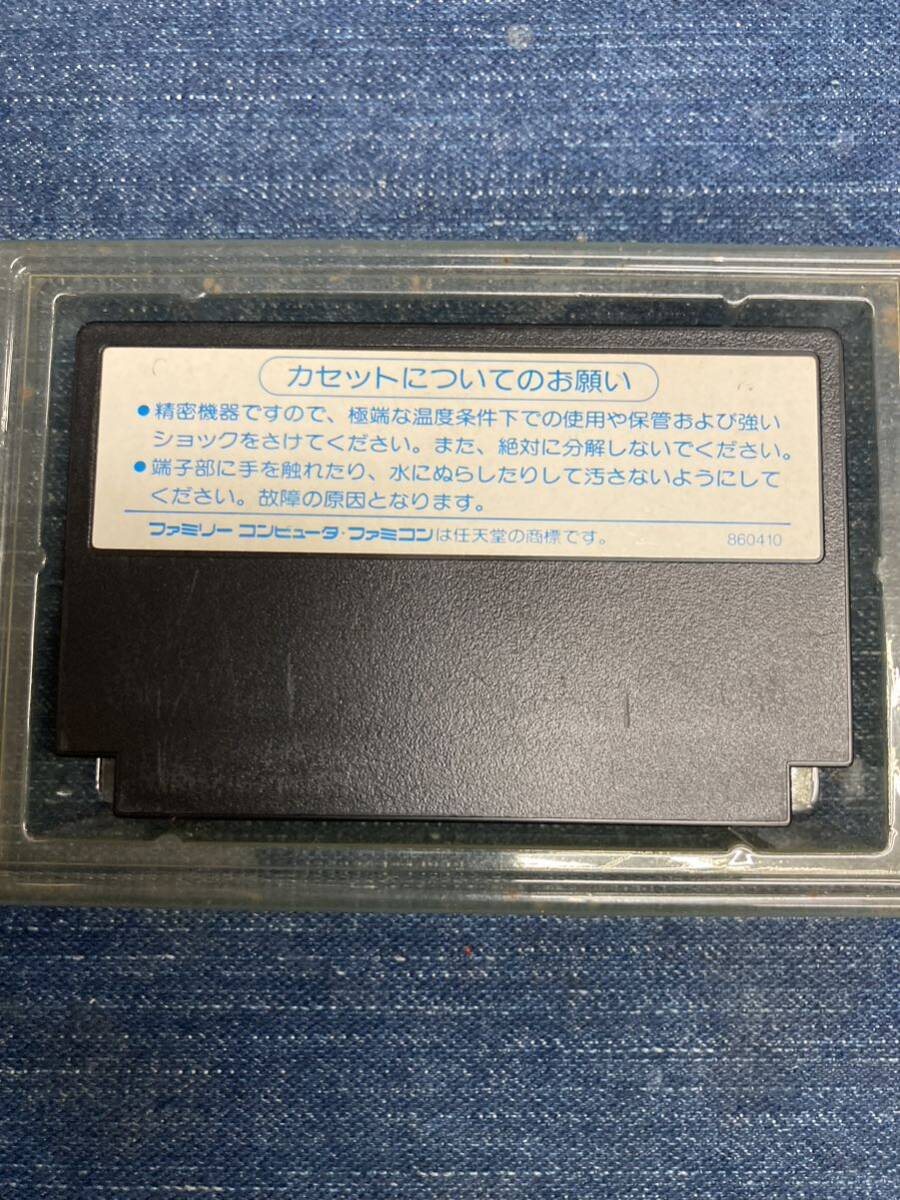 カセットについてのお願い
●精密機器ですので、極端な温度条件下での使用や保管および強い
ショックをさけてください。また、絶対に分解しないでください。
●端子部に手を触れたり、水にぬらしたりして汚さないようにして
ください。故障の原因となります。
ファミリーコンピュータ・ファミコンは任天堂の商標です。 860410